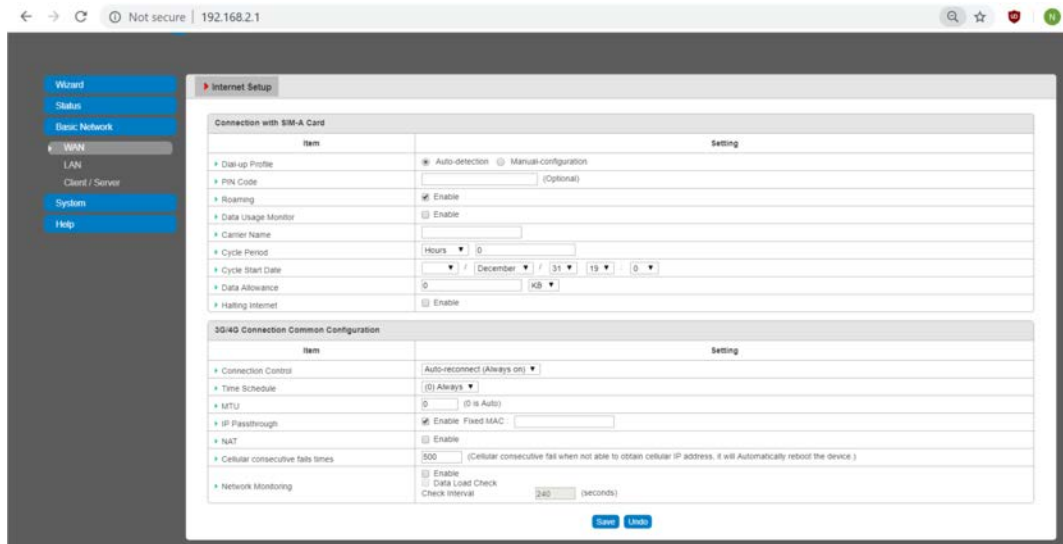 Not secure | 192.168.2.1
N
Wizard
Status
Basic Network
WAN
LAN
Client / Server
System
Help
Internet Setup
Connection with SIM-A Card
Item Setting
Dial-up Profile Auto-detection Manual-configuration
PIN Code (Optional)
Roaming Enable
Data Usage Monitor Enable
Carrier Name
Cycle Period Hours 0
Cycle Start Date / December / 31 19 : 0
Data Allowance 0 KB
Halting Internet Enable
3G/4G Connection Common Configuration
Item Setting
Connection Control Auto-reconnect (Always on)
Time Schedule (0) Always
MTU 0 (0 is Auto)
IP Passthrough Enable Fixed MAC :
NAT Enable
Cellular consecutive fails times 500 (Cellular consecutive fail when not able to obtain cellular IP address, it will Automatically reboot the device.)
Network Monitoring Enable
Data Load Check
Check Interval 240 (seconds)
Save Undo